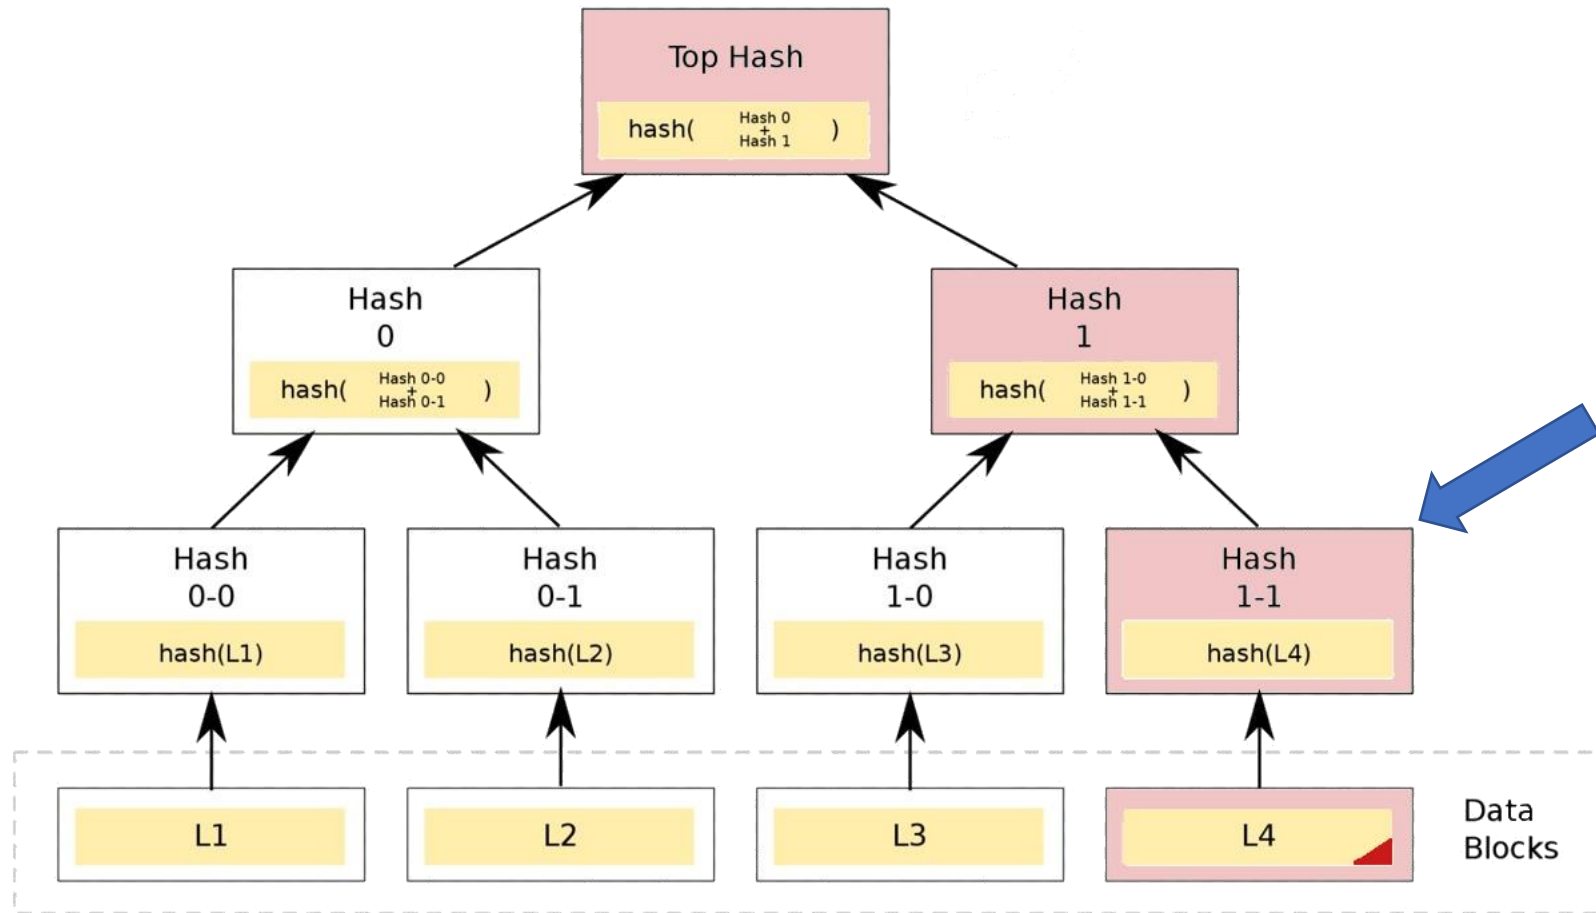 Top Hash
hash( Hash 0 + Hash 1 )
Hash
0
hash( Hash 0-0 + Hash 0-1 )
Hash
1
hash( Hash 1-0 + Hash 1-1 )
Hash
0-0
hash(L1)
Hash
0-1
hash(L2)
Hash
1-0
hash(L3)
Hash
1-1
hash(L4)
L1
L2
L3
L4
Data
Blocks